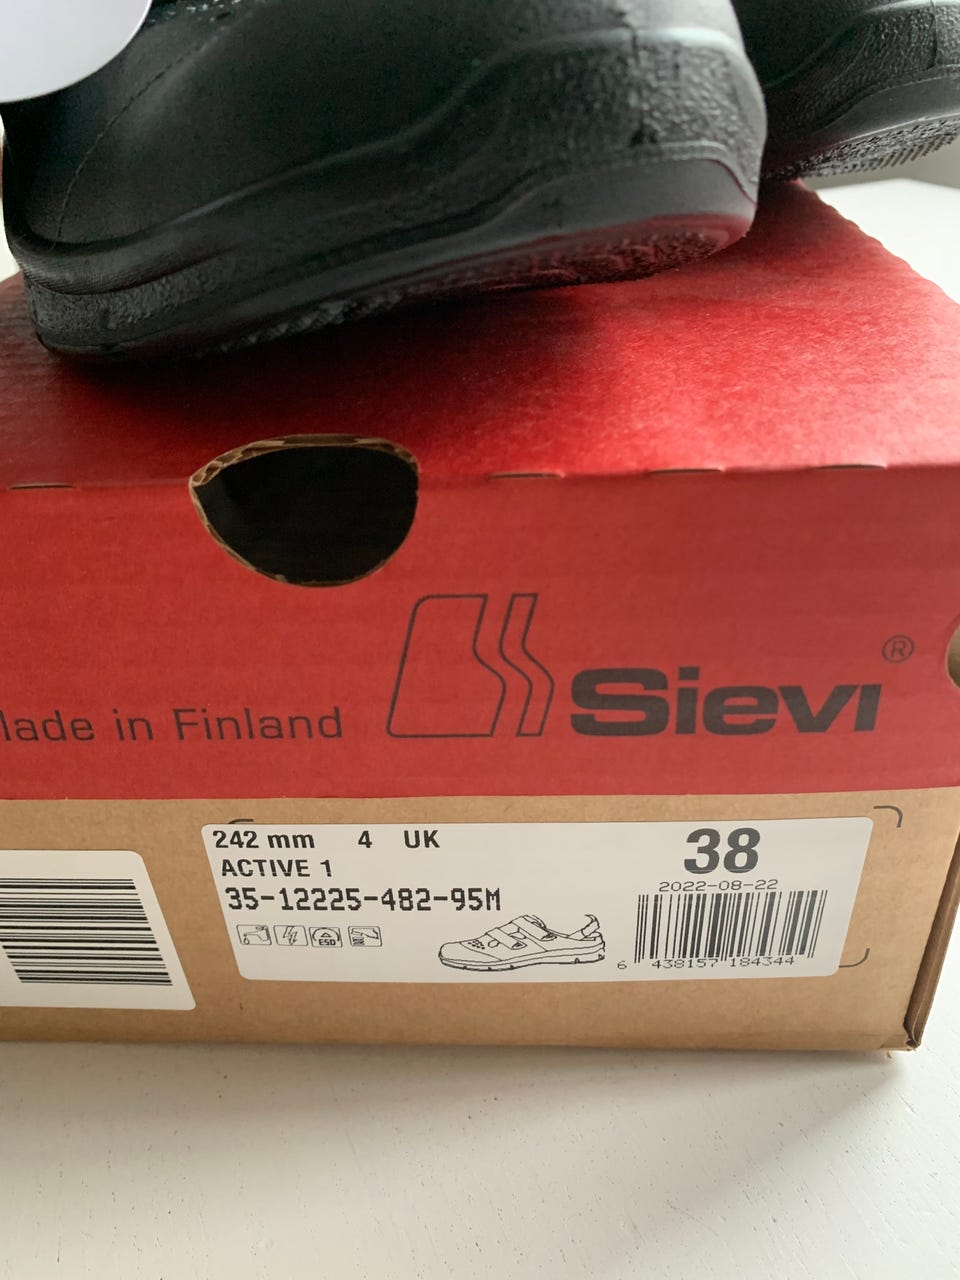 lade in Finland
Sievi®
242 mm 4 UK
ACTIVE 1
35-12225-482-95M
ESD
38
2022-08-22
6 438157 184344